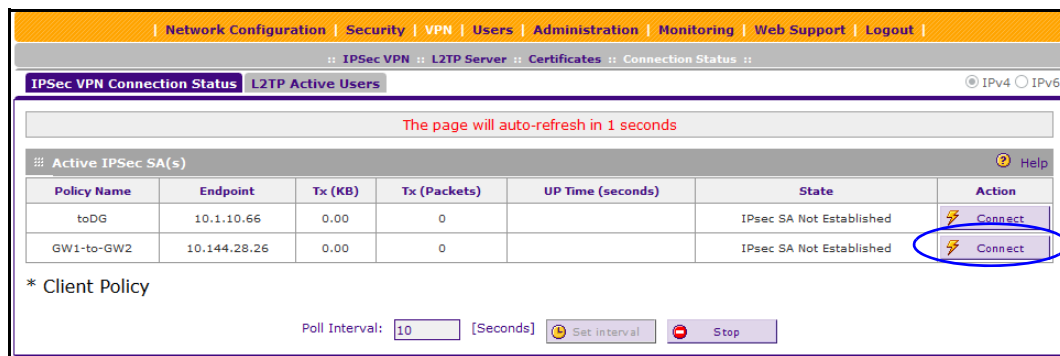 | Network Configuration | Security | VPN | Users | Administration | Monitoring | Web Support | Logout |
:: IPSec VPN :: L2TP Server :: Certificates :: Connection Status ::
IPSec VPN Connection Status L2TP Active Users IPv4 IPv6
The page will auto-refresh in 1 seconds
Active IPSec SA(s) Help
Policy Name Endpoint Tx (KB) Tx (Packets) UP Time (seconds) State Action
toDG 10.1.10.66 0.00 0 IPsec SA Not Established Connect
GW1-to-GW2 10.144.28.26 0.00 0 IPsec SA Not Established Connect
* Client Policy
Poll Interval: 10 [Seconds] Set interval Stop